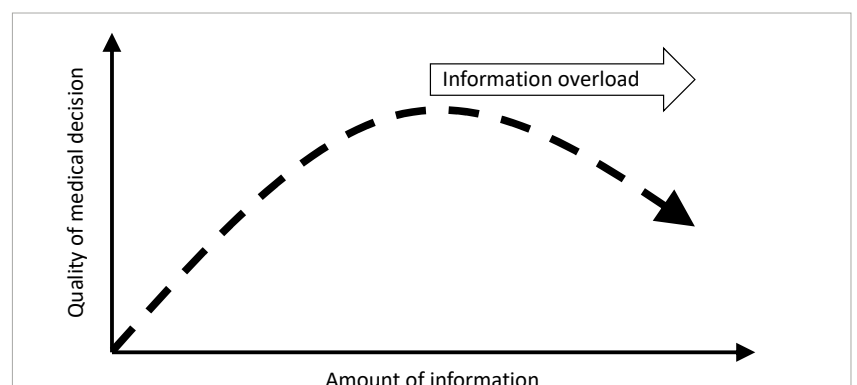 Information overload
Quality of medical decision
Amount of information